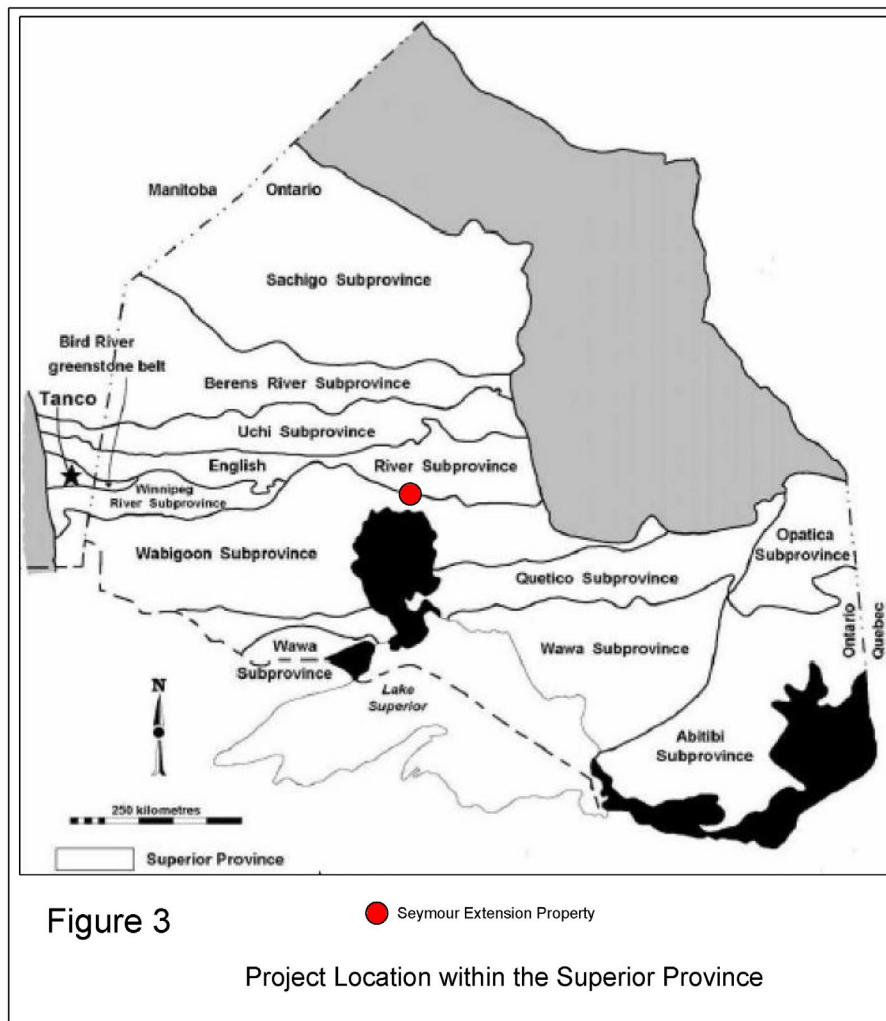 Manitoba
Ontario
Sachigo Subprovince
Bird River
greenstone belt
Berens River Subprovince
Tanco
Uchi Subprovince
English
River Subprovince
Winnipeg
River Subprovince
Opatica
Subprovince
Wabigoon Subprovince
Quetico Subprovince
Wawa
Subprovince
Wawa Subprovince
Ontario
Quebec
N
Lake
Superior
Abitibi
Subprovince
250 kilometres
Superior Province
Figure 3
Seymour Extension Property
Project Location within the Superior Province